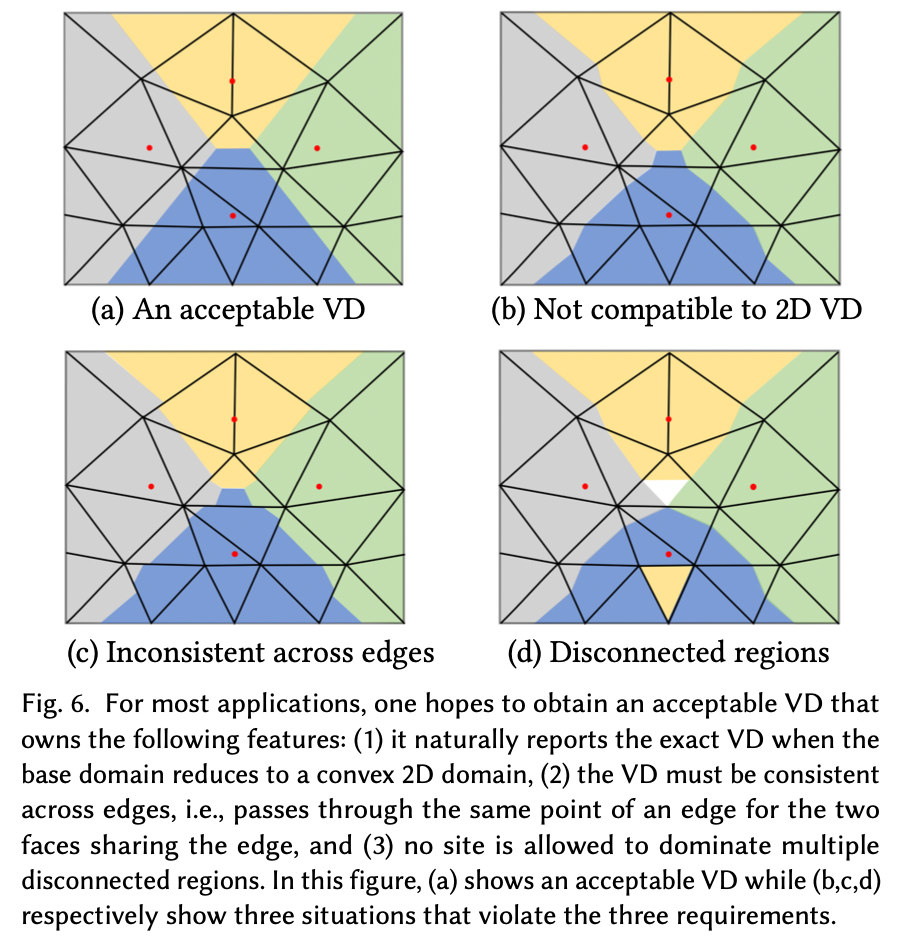 (a) An acceptable VD
(b) Not compatible to 2D VD
(c) Inconsistent across edges
(d) Disconnected regions
Fig. 6. For most applications, one hopes to obtain an acceptable VD that
owns the following features: (1) it naturally reports the exact VD when the
base domain reduces to a convex 2D domain, (2) the VD must be consistent
across edges, i.e., passes through the same point of an edge for the two
faces sharing the edge, and (3) no site is allowed to dominate multiple
disconnected regions. In this figure, (a) shows an acceptable VD while (b,c,d)
respectively show three situations that violate the three requirements.